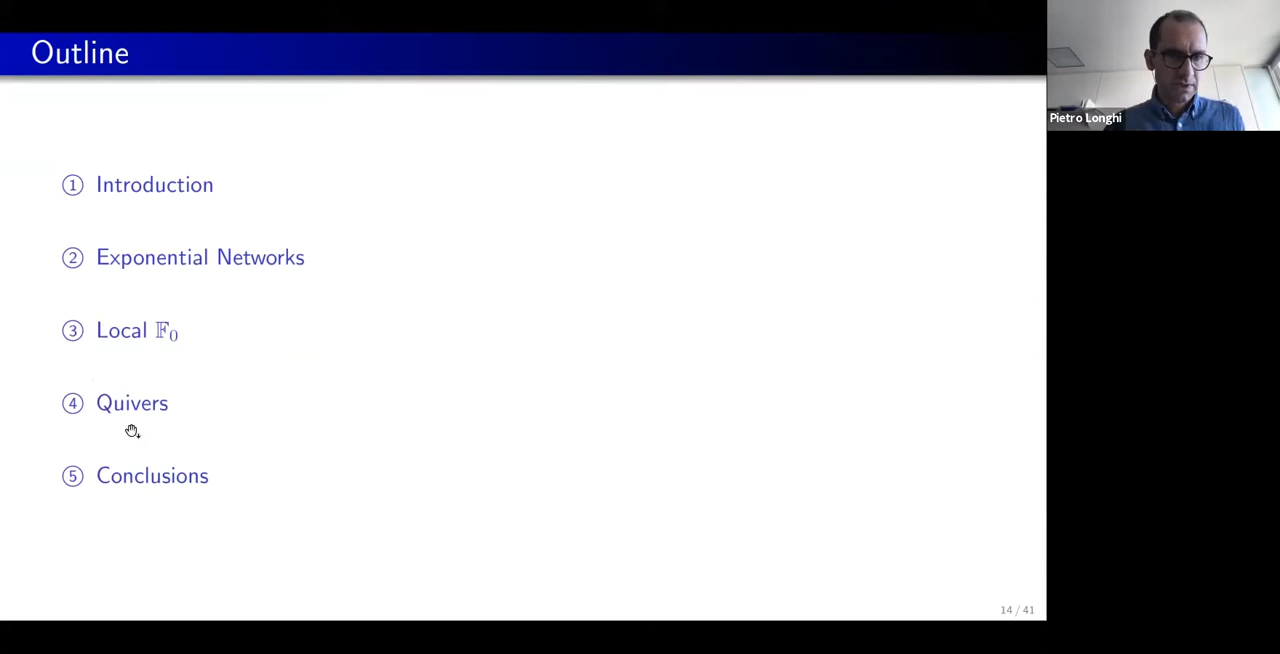 Outline
Pietro Longhi
1 Introduction
2 Exponential Networks
3 Local 𝔽₀
4 Quivers
5 Conclusions
14 / 41